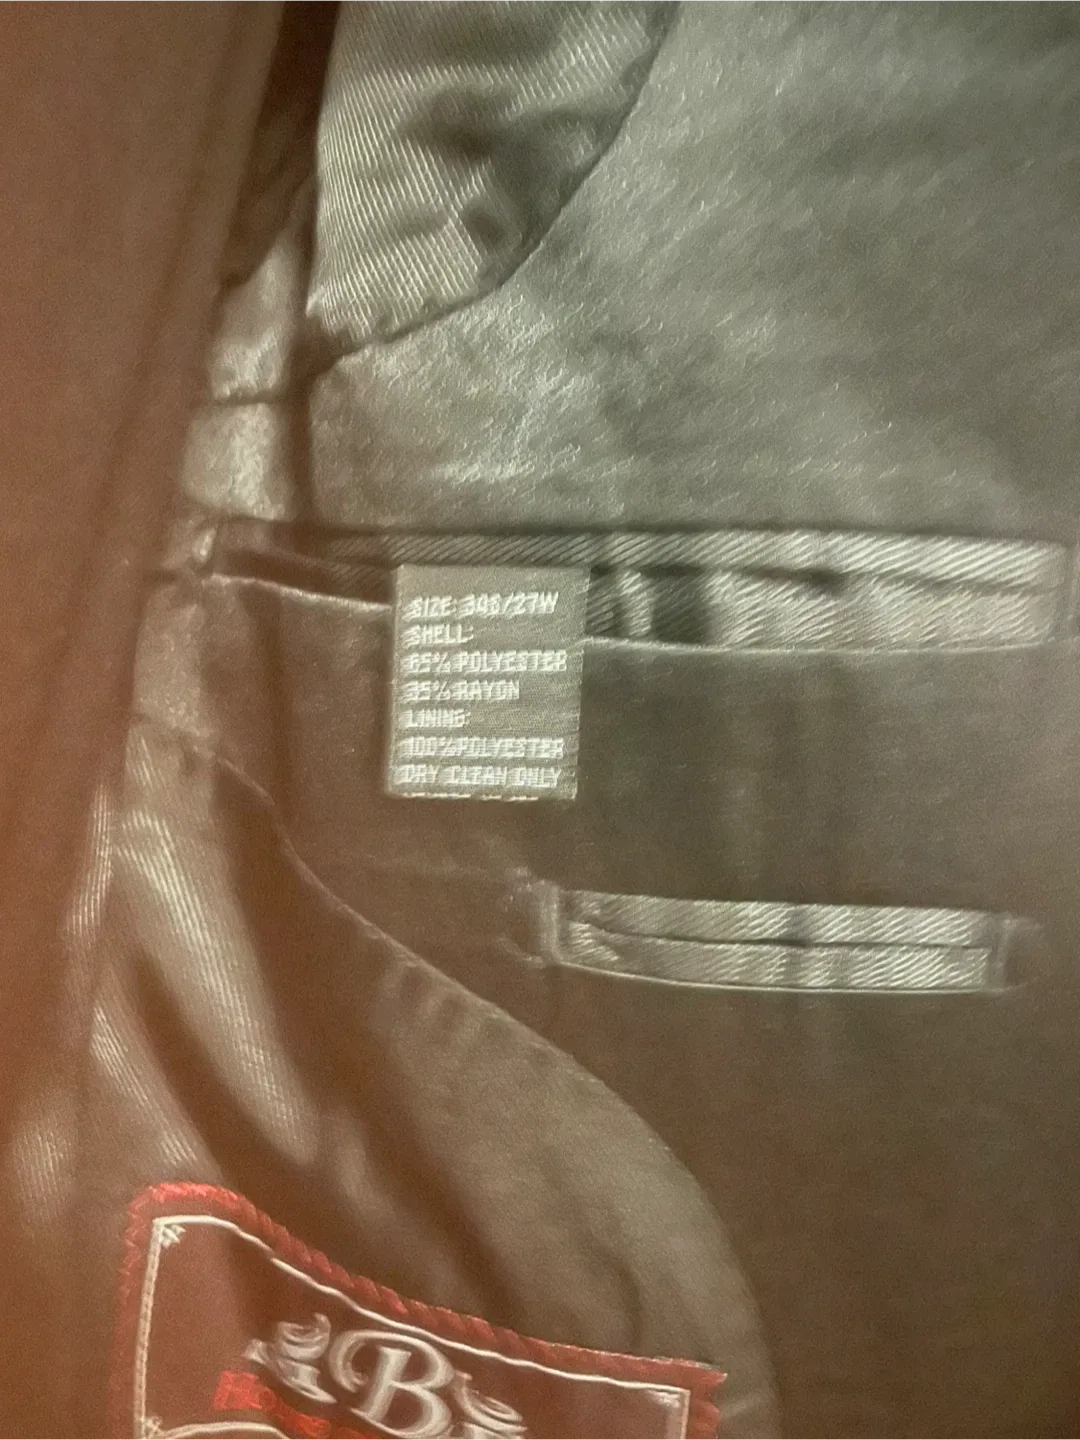 SIZE: 34S/27W
SHELL:
65% POLYESTER
35% RAYON
LINING:
100% POLYESTER
DRY CLEAN ONLY
B